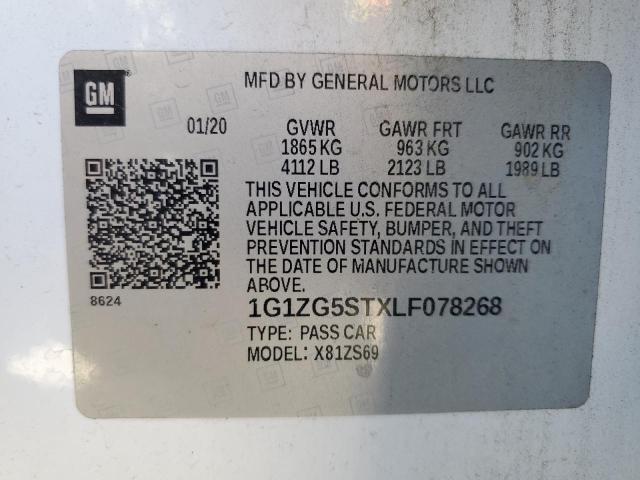 GM
MFD BY GENERAL MOTORS LLC
01/20 GVWR GAWR FRT GAWR RR
1865 KG 963 KG 902 KG
4112 LB 2123 LB 1989 LB
THIS VEHICLE CONFORMS TO ALL
APPLICABLE U.S. FEDERAL MOTOR
VEHICLE SAFETY, BUMPER, AND THEFT
PREVENTION STANDARDS IN EFFECT ON
THE DATE OF MANUFACTURE SHOWN
ABOVE.
8624
1G1ZG5STXLF078268
TYPE: PASS CAR
MODEL: X81ZS69